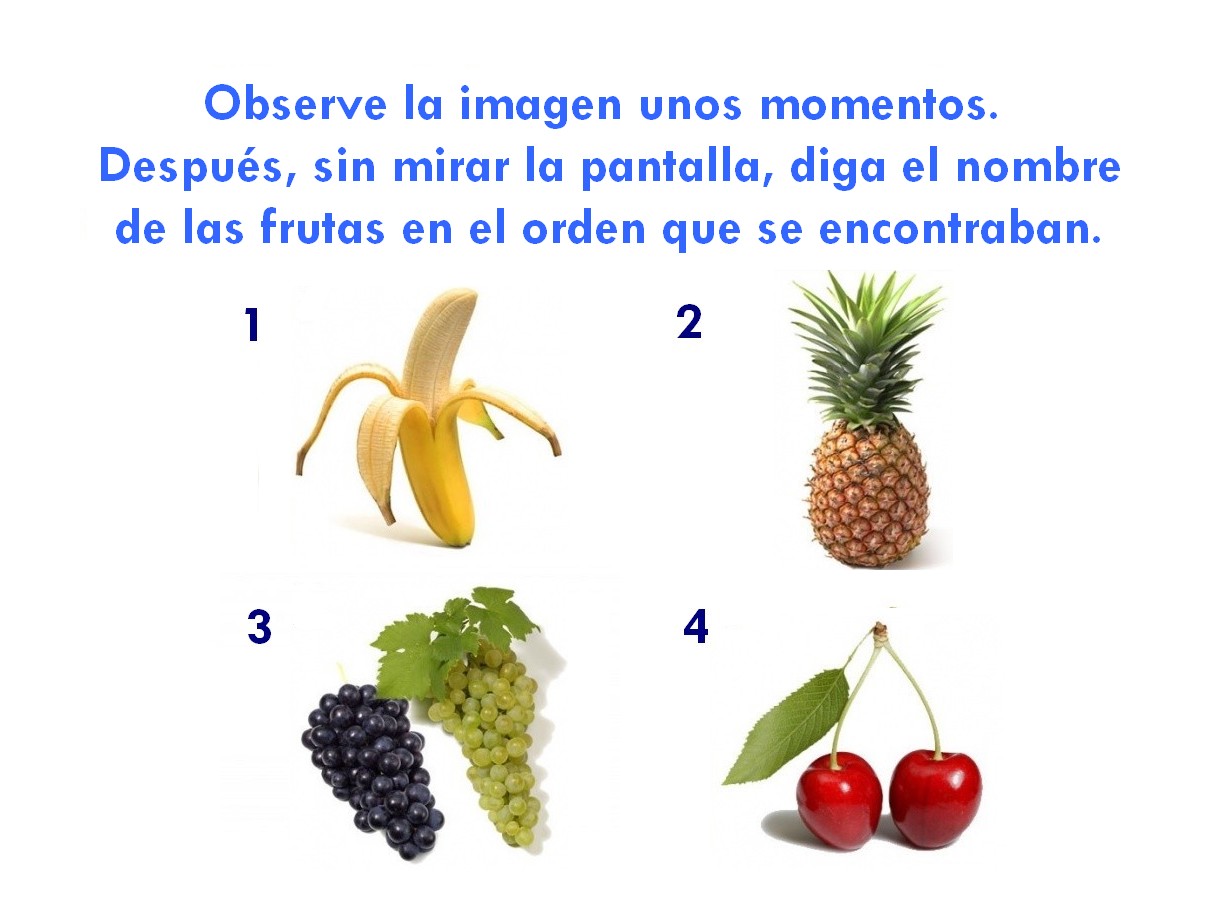 Observe la imagen unos momentos.
Después, sin mirar la pantalla, diga el nombre
de las frutas en el orden que se encontraban.
1
2
3
4